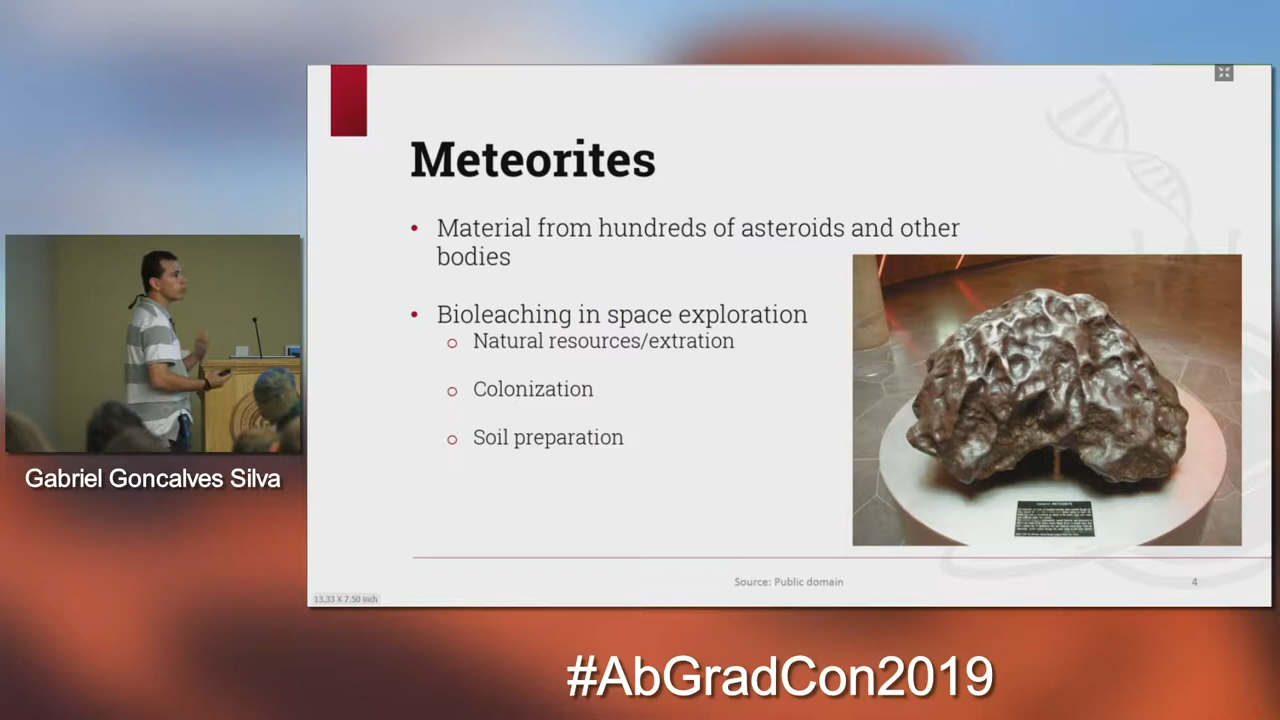 Meteorites
• Material from hundreds of asteroids and other
bodies
• Bioleaching in space exploration
o Natural resources/extration
o Colonization
o Soil preparation
Source: Public domain
4
13.33 X 7.50 inch
Gabriel Goncalves Silva
#AbGradCon2019